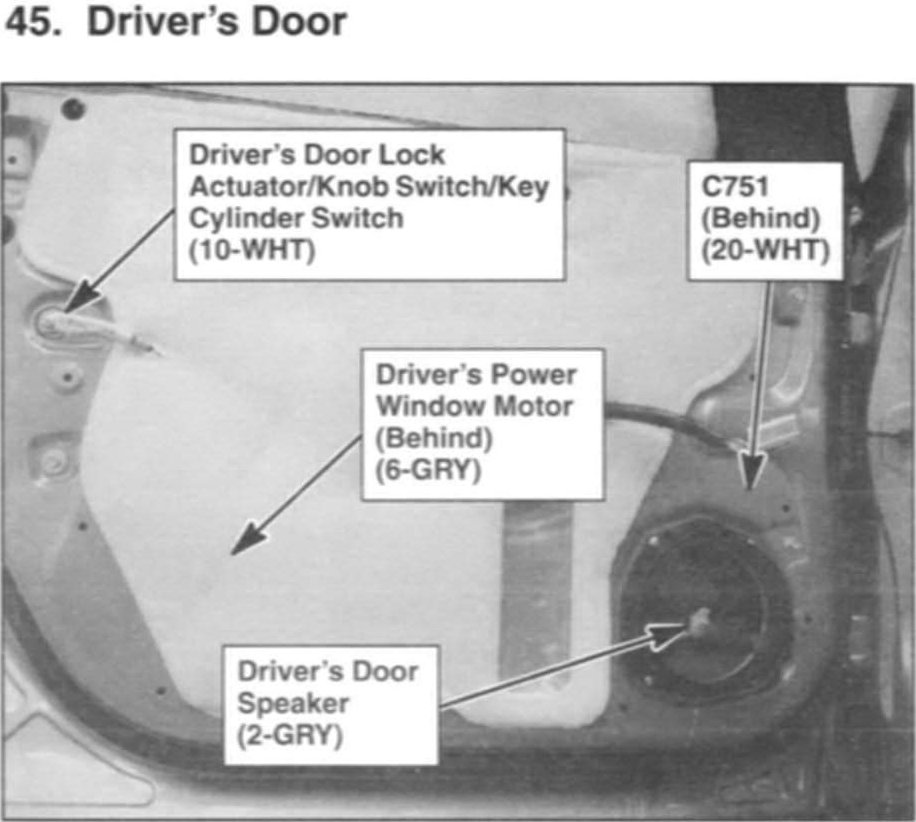 45. Driver's Door
Driver's Door Lock
Actuator/Knob Switch/Key
Cylinder Switch
(10-WHT)
C751
(Behind)
(20-WHT)
Driver's Power
Window Motor
(Behind)
(6-GRY)
Driver's Door
Speaker
(2-GRY)